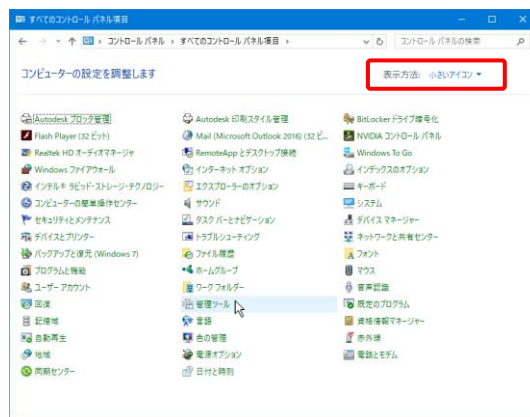 すべてのコントロール パネル項目
コントロール パネル › すべてのコントロール パネル項目 ›
コントロール パネルの検索
コンピューターの設定を調整します
表示方法: 小さいアイコン
Autodesk プロッタ管理
Autodesk 印刷スタイル管理
BitLocker ドライブ暗号化
Flash Player (32 ビット)
Mail (Microsoft Outlook 2016) (32 ビ...
NVIDIA コントロール パネル
Realtek HD オーディオマネージャ
RemoteApp とデスクトップ接続
Windows To Go
Windows ファイアウォール
インターネット オプション
インデックスのオプション
インテル® ラピッド・ストレージ・テクノロジー
エクスプローラーのオプション
キーボード
コンピューターの簡単操作センター
サウンド
システム
セキュリティとメンテナンス
タスク バーとナビゲーション
デバイス マネージャー
デバイスとプリンター
トラブルシューティング
ネットワークと共有センター
バックアップと復元 (Windows 7)
ファイル履歴
フォント
プログラムと機能
ホームグループ
マウス
ユーザー アカウント
ワーク フォルダー
音声認識
回復
管理ツール
既定のプログラム
記憶域
言語
資格情報マネージャー
自動再生
色の管理
赤外線
地域
電源オプション
電話とモデム
同期センター
日付と時刻